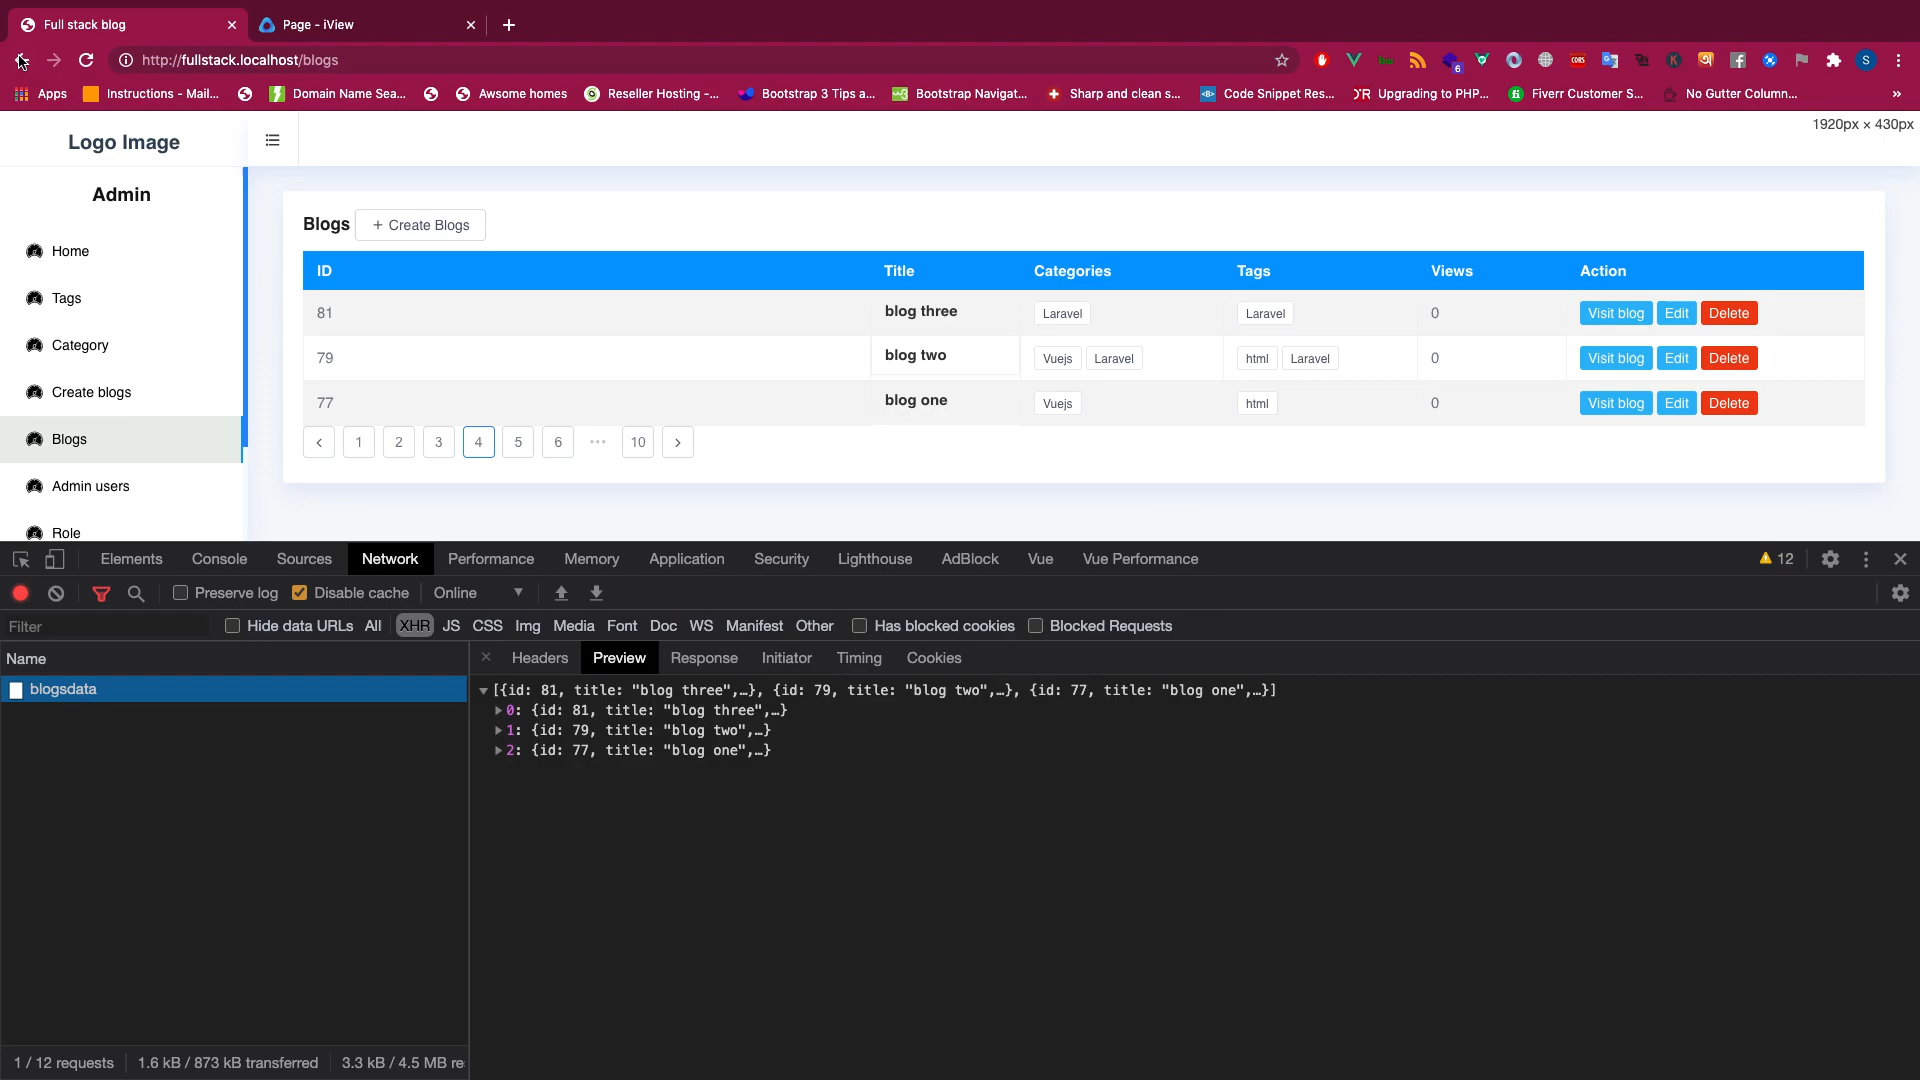 Full stack blog
Page - iView
http://fullstack.localhost/blogs
6
CORS
K
S
Apps
Instructions - Mail...
Domain Name Sea...
Awsome homes
Reseller Hosting -...
Bootstrap 3 Tips a...
Bootstrap Navigat...
Sharp and clean s...
Code Snippet Res...
Upgrading to PHP...
Fiverr Customer S...
No Gutter Column...
»
Logo Image
1920px × 430px
Admin
Home
Tags
Category
Create blogs
Blogs
Admin users
Role
Blogs
+ Create Blogs
ID Title Categories Tags Views Action
81 blog three Laravel Laravel 0 Visit blog Edit Delete
79 blog two Vuejs Laravel html Laravel 0 Visit blog Edit Delete
77 blog one Vuejs html 0 Visit blog Edit Delete
< 1 2 3 4 5 6 ••• 10 >
Elements Console Sources Network Performance Memory Application Security Lighthouse AdBlock Vue Vue Performance 12
Preserve log Disable cache Online
Filter Hide data URLs All XHR JS CSS Img Media Font Doc WS Manifest Other Has blocked cookies Blocked Requests
Name
blogsdata
Headers Preview Response Initiator Timing Cookies
[{id: 81, title: "blog three",…}, {id: 79, title: "blog two",…}, {id: 77, title: "blog one",…}]
0: {id: 81, title: "blog three",…}
1: {id: 79, title: "blog two",…}
2: {id: 77, title: "blog one",…}
1 / 12 requests 1.6 kB / 873 kB transferred 3.3 kB / 4.5 MB re